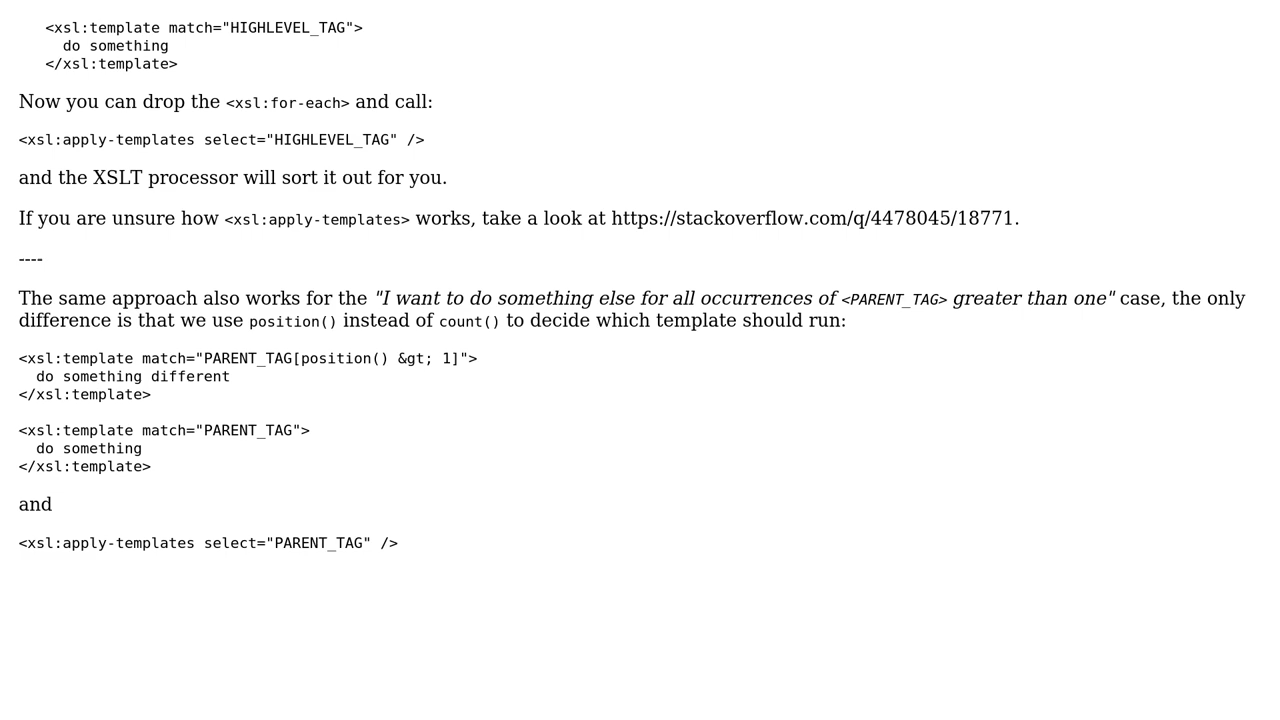 <xsl:template match="HIGHLEVEL_TAG">
  do something
</xsl:template>
Now you can drop the <xsl:for-each> and call:
<xsl:apply-templates select="HIGHLEVEL_TAG" />
and the XSLT processor will sort it out for you.
If you are unsure how <xsl:apply-templates> works, take a look at https://stackoverflow.com/q/4478045/18771.
----
The same approach also works for the "I want to do something else for all occurrences of <PARENT_TAG> greater than one" case, the only
difference is that we use position() instead of count() to decide which template should run:
<xsl:template match="PARENT_TAG[position() &gt; 1]">
  do something different
</xsl:template>
<xsl:template match="PARENT_TAG">
  do something
</xsl:template>
and
<xsl:apply-templates select="PARENT_TAG" />